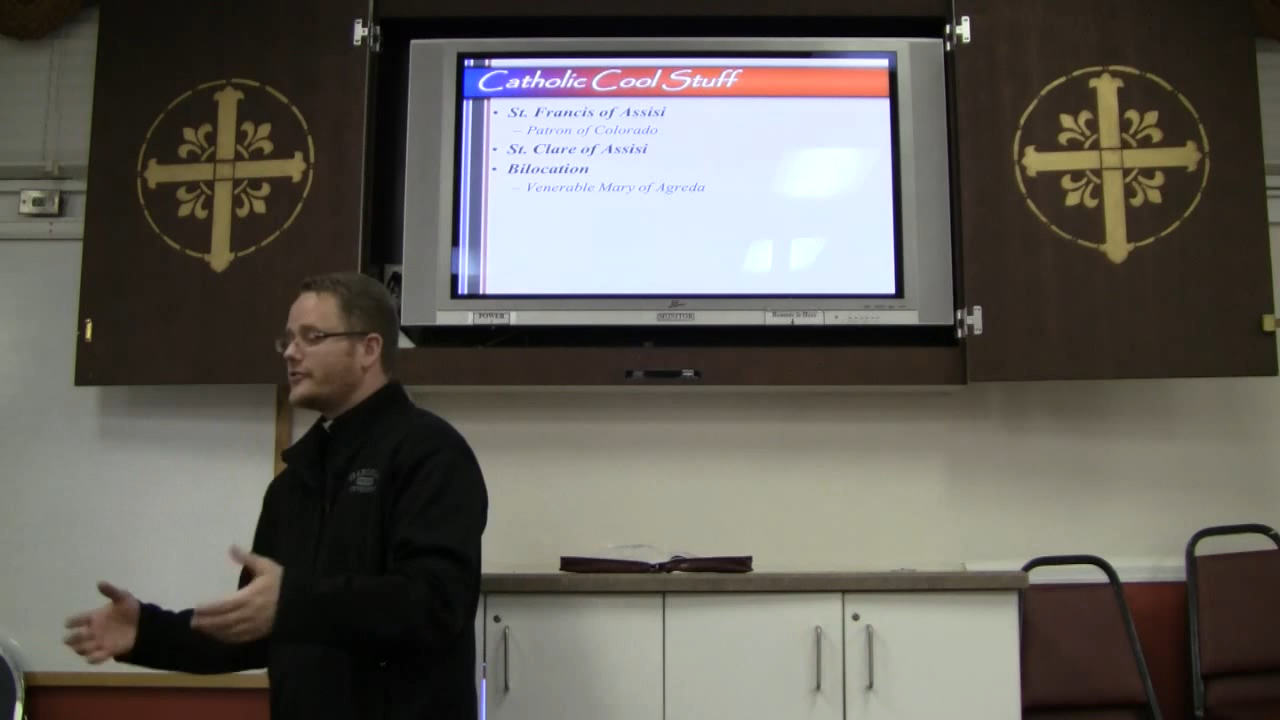 Catholic Cool Stuff
• St. Francis of Assisi
– Patron of Colorado
• St. Clare of Assisi
• Bilocation
– Venerable Mary of Agreda
POWER
MONITOR